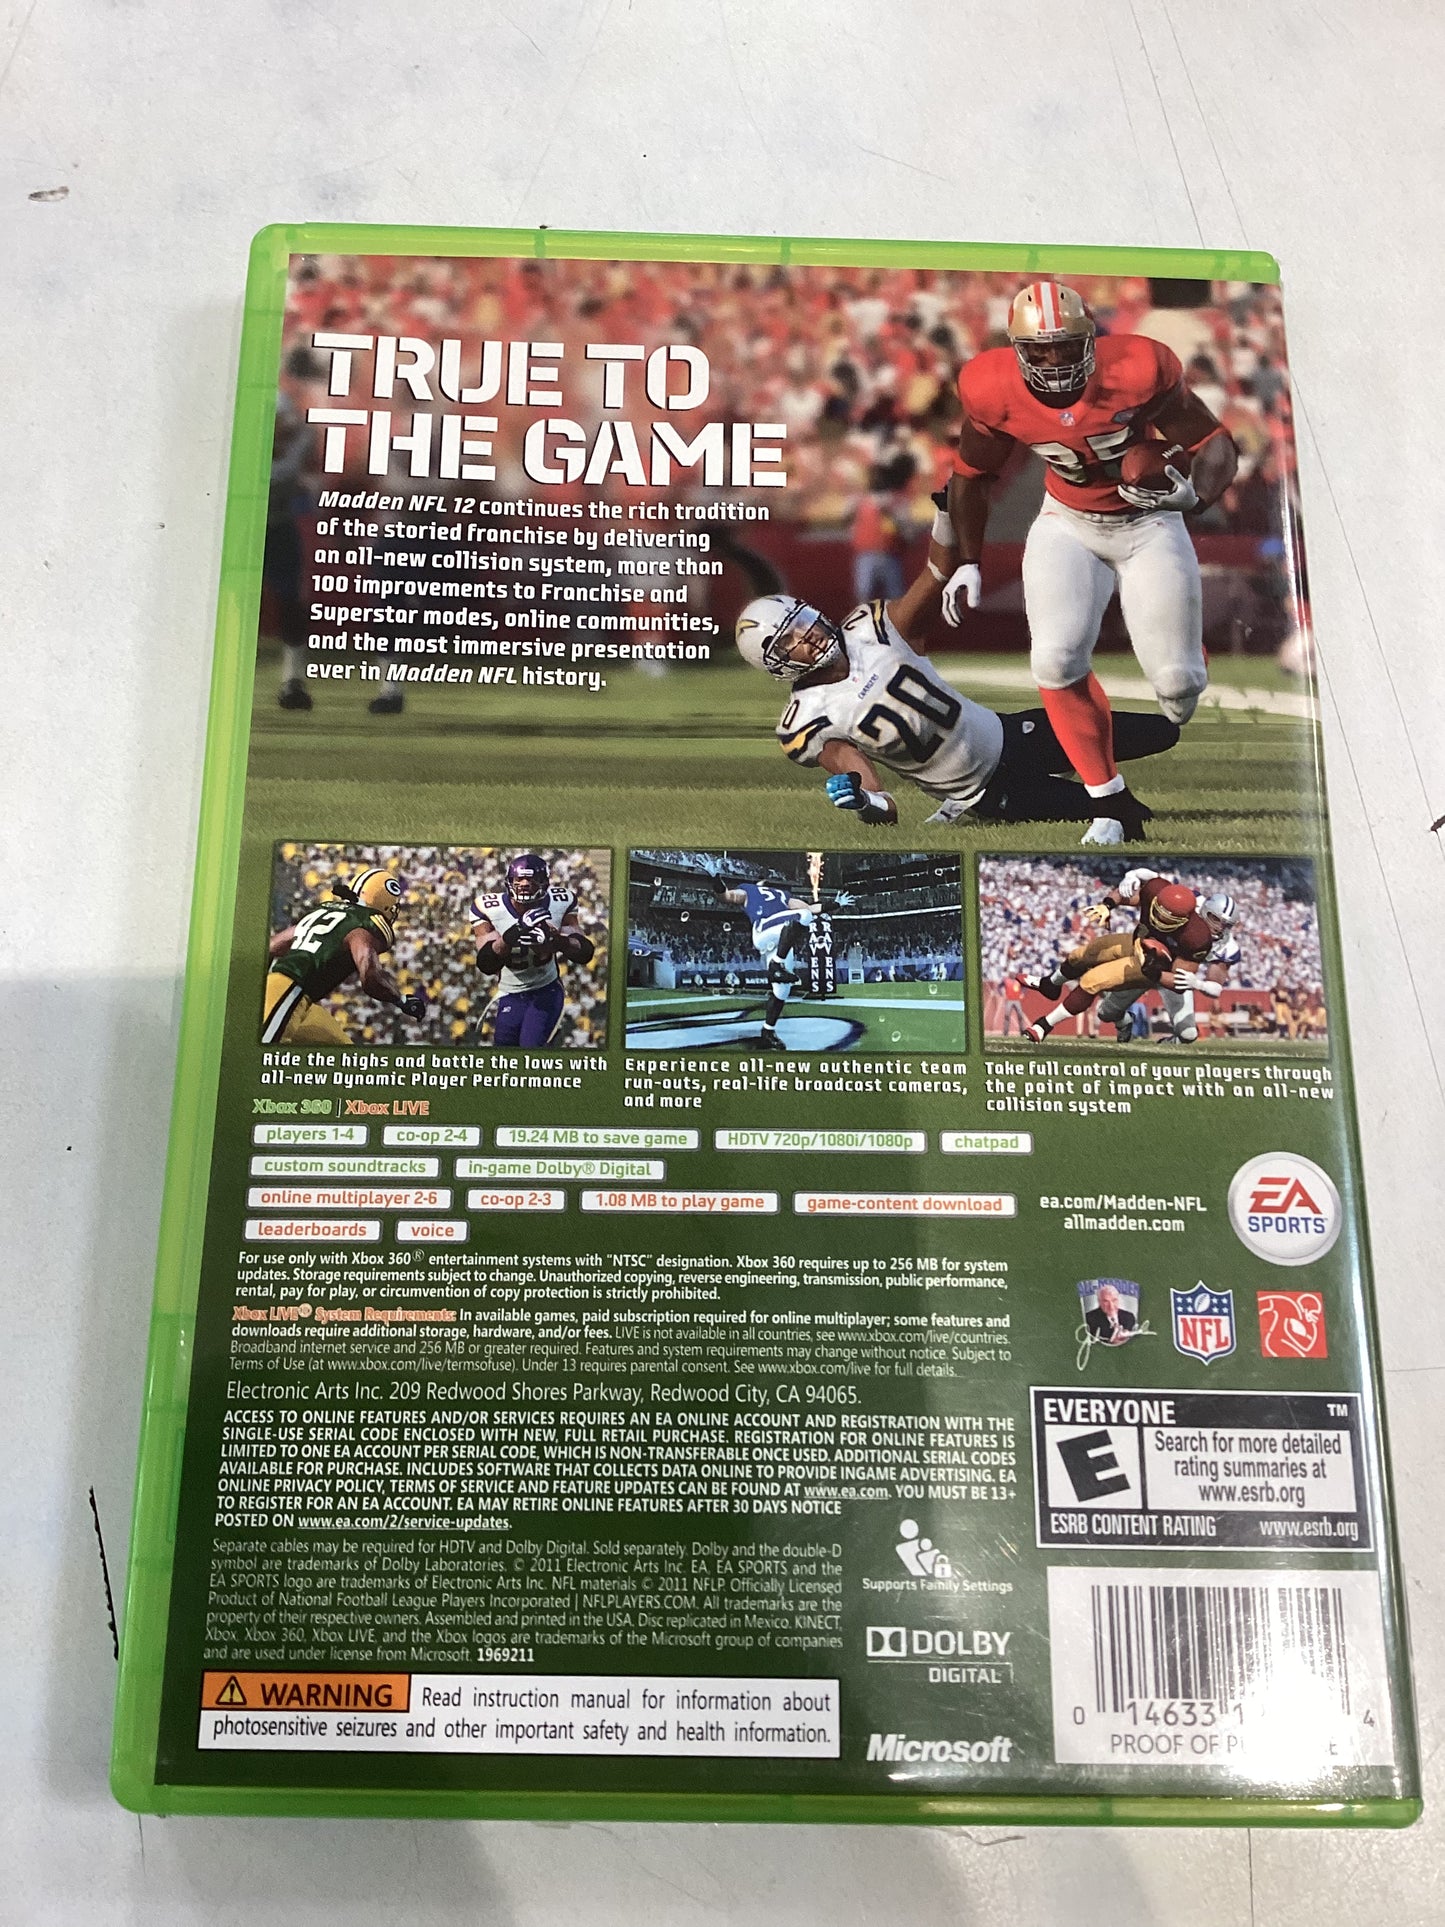 TRUE TO
THE GAME
Madden NFL 12 continues the rich tradition
of the storied franchise by delivering
an all-new collision system, more than
100 improvements to Franchise and
Superstar modes, online communities,
and the most immersive presentation
ever in Madden NFL history.
85
20
20
CHARGERS
42
28
28
28
52
RAVENS
RAVENS
Ride the highs and battle the lows with
all-new Dynamic Player Performance
Experience all-new authentic team
run-outs, real-life broadcast cameras,
and more
Take full control of your players through
the point of impact with an all-new
collision system
Xbox 360 | Xbox LIVE
players 1-4 co-op 2-4 19.24 MB to save game HDTV 720p/1080i/1080p chatpad
custom soundtracks in-game Dolby® Digital
online multiplayer 2-6 co-op 2-3 1.08 MB to play game game-content download
leaderboards voice
ea.com/Madden-NFL
allmadden.com
EA
SPORTS™
For use only with Xbox 360® entertainment systems with "NTSC" designation. Xbox 360 requires up to 256 MB for system
updates. Storage requirements subject to change. Unauthorized copying, reverse engineering, transmission, public performance,
rental, pay for play, or circumvention of copy protection is strictly prohibited.
Xbox LIVE® System Requirements: In available games, paid subscription required for online multiplayer; some features and
downloads require additional storage, hardware, and/or fees. LIVE is not available in all countries, see www.xbox.com/live/countries.
Broadband internet service and 256 MB or greater required. Features and system requirements may change without notice. Subject to
Terms of Use (at www.xbox.com/live/termsofuse). Under 13 requires parental consent. See www.xbox.com/live for full details.
ALL-MADDEN
NFL
Electronic Arts Inc. 209 Redwood Shores Parkway, Redwood City, CA 94065.
ACCESS TO ONLINE FEATURES AND/OR SERVICES REQUIRES AN EA ONLINE ACCOUNT AND REGISTRATION WITH THE
SINGLE-USE SERIAL CODE ENCLOSED WITH NEW, FULL RETAIL PURCHASE. REGISTRATION FOR ONLINE FEATURES IS
LIMITED TO ONE EA ACCOUNT PER SERIAL CODE, WHICH IS NON-TRANSFERABLE ONCE USED. ADDITIONAL SERIAL CODES
AVAILABLE FOR PURCHASE. INCLUDES SOFTWARE THAT COLLECTS DATA ONLINE TO PROVIDE INGAME ADVERTISING. EA
ONLINE PRIVACY POLICY, TERMS OF SERVICE AND FEATURE UPDATES CAN BE FOUND AT www.ea.com. YOU MUST BE 13+
TO REGISTER FOR AN EA ACCOUNT. EA MAY RETIRE ONLINE FEATURES AFTER 30 DAYS NOTICE
POSTED ON www.ea.com/2/service-updates.
Separate cables may be required for HDTV and Dolby Digital. Sold separately. Dolby and the double-D
symbol are trademarks of Dolby Laboratories. © 2011 Electronic Arts Inc. EA, EA SPORTS and the
EA SPORTS logo are trademarks of Electronic Arts Inc. NFL materials © 2011 NFLP. Officially Licensed
Product of National Football League Players Incorporated | NFLPLAYERS.COM. All trademarks are the
property of their respective owners. Assembled and printed in the USA. Disc replicated in Mexico. KINECT,
Xbox, Xbox 360, Xbox LIVE, and the Xbox logos are trademarks of the Microsoft group of companies
and are used under license from Microsoft. 1969211
EVERYONE ™
E
Search for more detailed
rating summaries at
www.esrb.org
ESRB CONTENT RATING www.esrb.org
Supports Family Settings
DOLBY
DIGITAL
Microsoft
WARNING Read instruction manual for information about
photosensitive seizures and other important safety and health information.
0 14633 4
PROOF OF